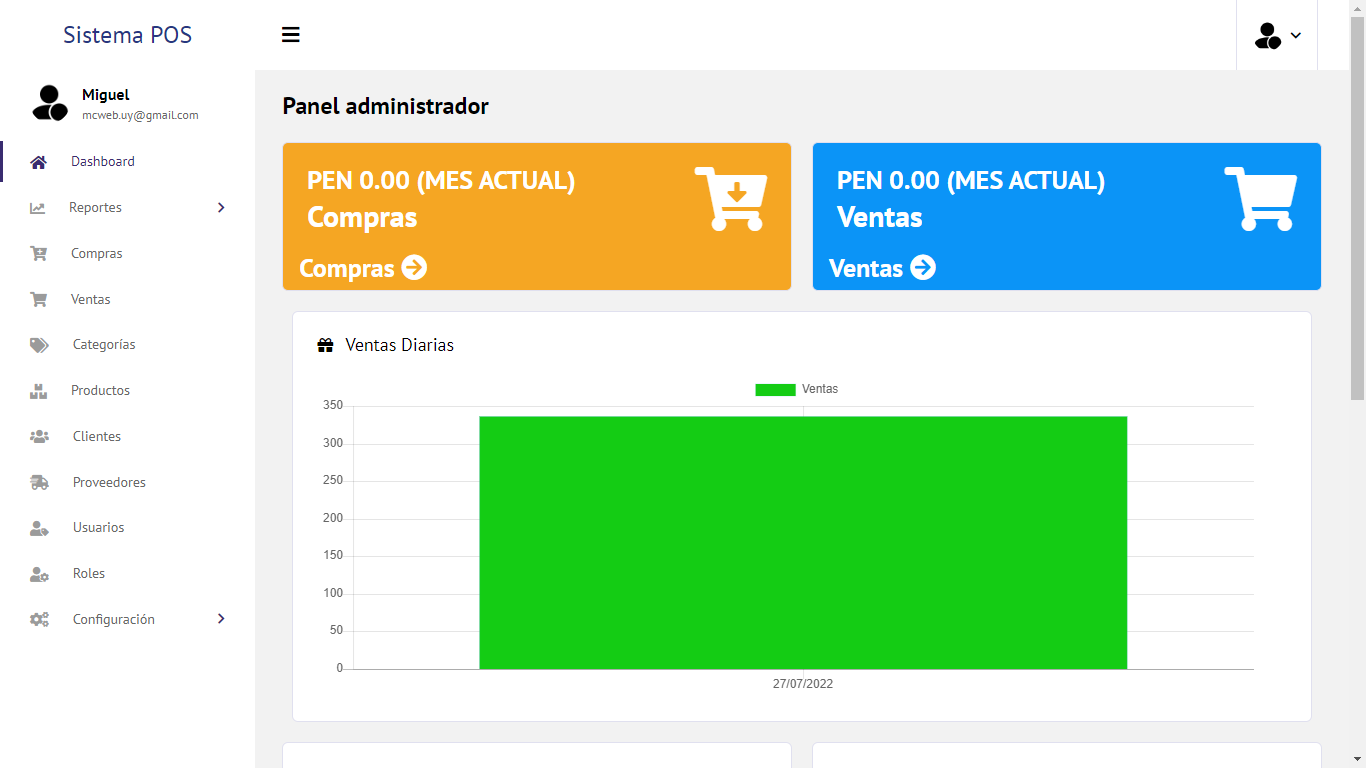 Sistema POS
Miguel
mcweb.uy@gmail.com
Dashboard
Reportes
Compras
Ventas
Categorías
Productos
Clientes
Proveedores
Usuarios
Roles
Configuración
Panel administrador
PEN 0.00 (MES ACTUAL)
Compras
Compras
PEN 0.00 (MES ACTUAL)
Ventas
Ventas
Ventas Diarias
Ventas
350
300
250
200
150
100
50
0
27/07/2022